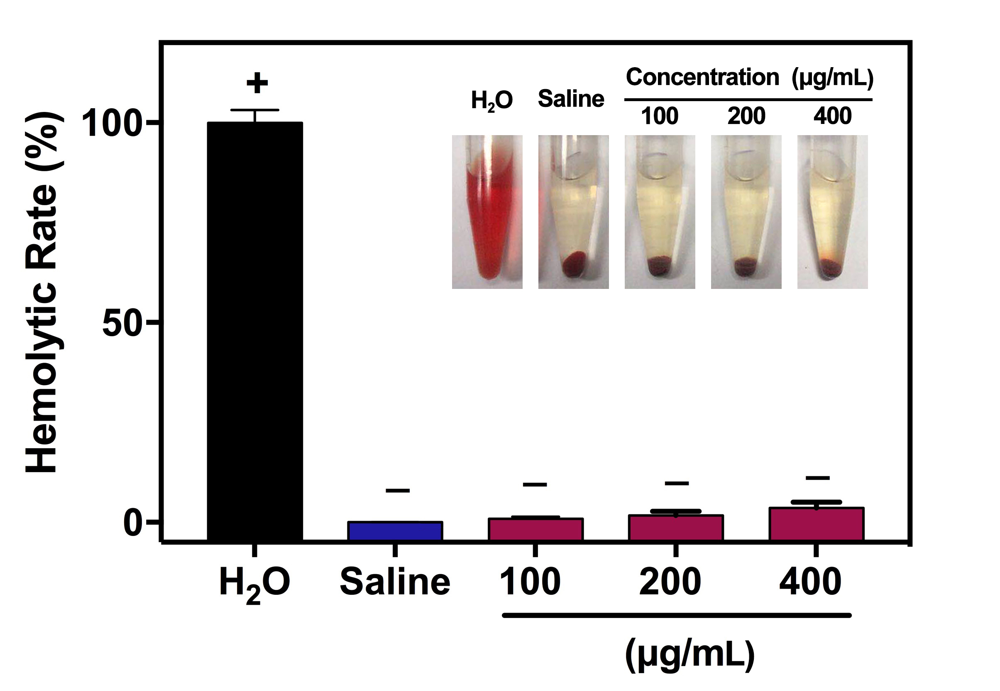 Hemolytic Rate (%)
100
50
0
+
–
–
–
–
H₂O Saline
Concentration (µg/mL)
100 200 400
H₂O Saline 100 200 400
(µg/mL)